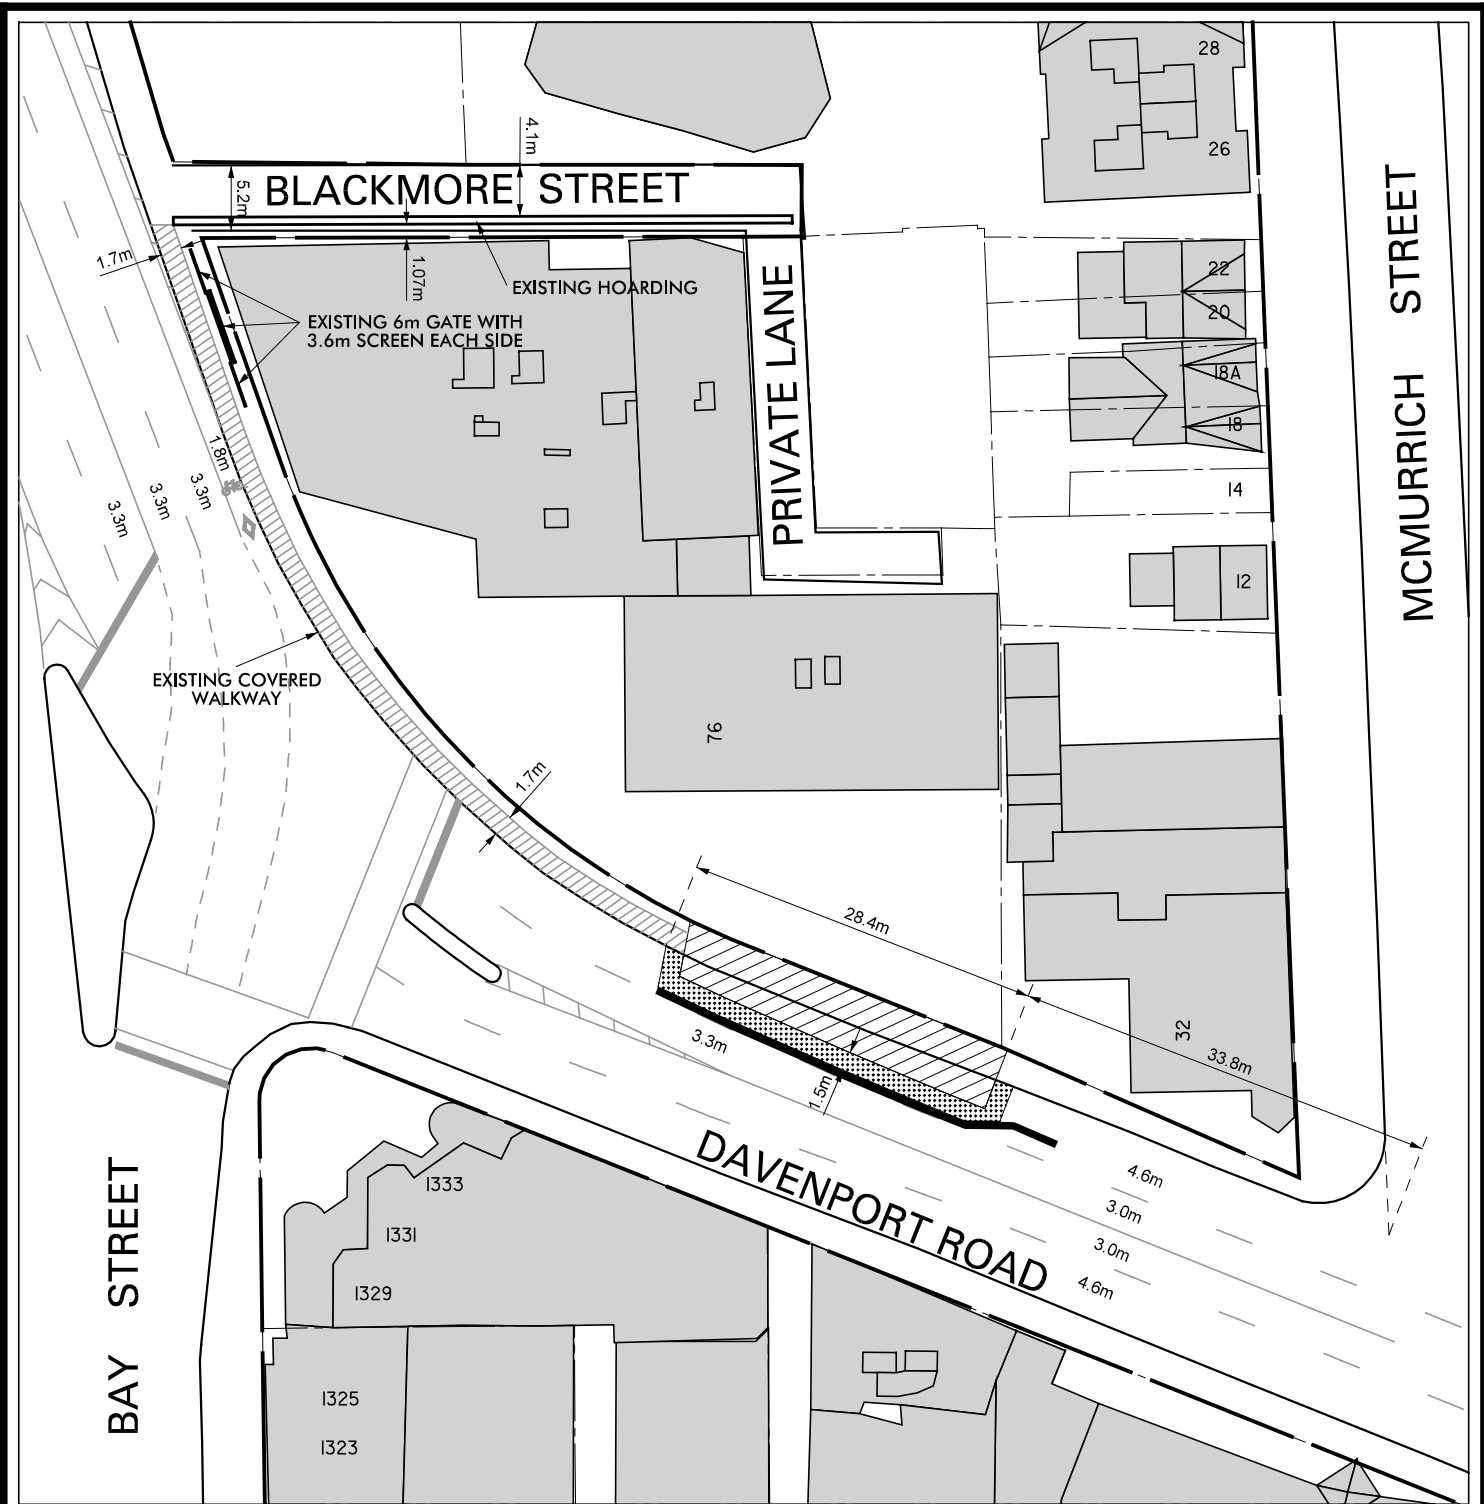 28
26
4.1m
5.2m
BLACKMORE STREET
1.7m
1.07m
EXISTING HOARDING
EXISTING 6m GATE WITH
3.6m SCREEN EACH SIDE
PRIVATE LANE
22
20
18A
18
14
12
MCMURRICH STREET
1.8m
3.3m
3.3m
3.3m
EXISTING COVERED
WALKWAY
76
1.7m
28.4m
3.3m
1.5m
32
33.8m
DAVENPORT ROAD
4.6m
3.0m
3.0m
4.6m
BAY STREET
1333
1331
1329
1325
1323